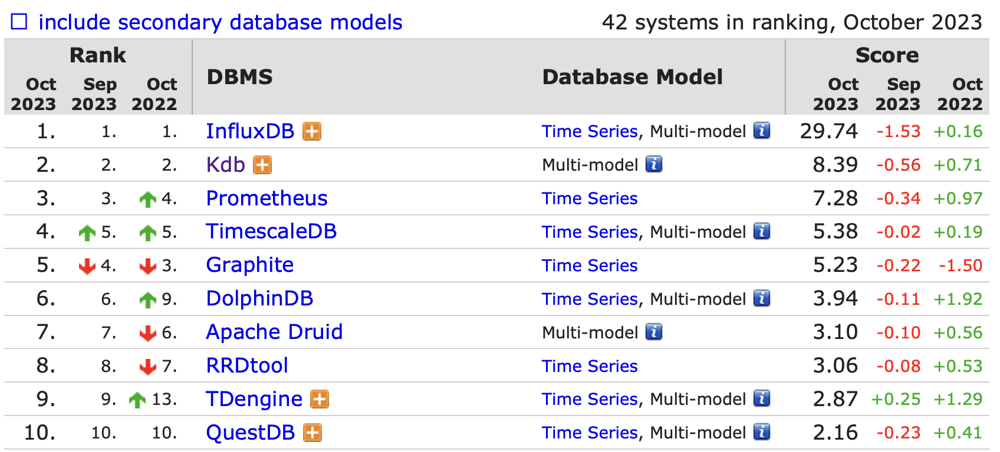 include secondary database models 42 systems in ranking, October 2023
Rank DBMS Database Model Score
Oct 2023 Sep 2023 Oct 2022 Oct 2023 Sep 2023 Oct 2022
1. 1. 1. InfluxDB Time Series, Multi-model 29.74 -1.53 +0.16
2. 2. 2. Kdb Multi-model 8.39 -0.56 +0.71
3. 3. 4. Prometheus Time Series 7.28 -0.34 +0.97
4. 5. 5. TimescaleDB Time Series, Multi-model 5.38 -0.02 +0.19
5. 4. 3. Graphite Time Series 5.23 -0.22 -1.50
6. 6. 9. DolphinDB Time Series, Multi-model 3.94 -0.11 +1.92
7. 7. 6. Apache Druid Multi-model 3.10 -0.10 +0.56
8. 8. 7. RRDtool Time Series 3.06 -0.08 +0.53
9. 9. 13. TDengine Time Series, Multi-model 2.87 +0.25 +1.29
10. 10. 10. QuestDB Time Series, Multi-model 2.16 -0.23 +0.41